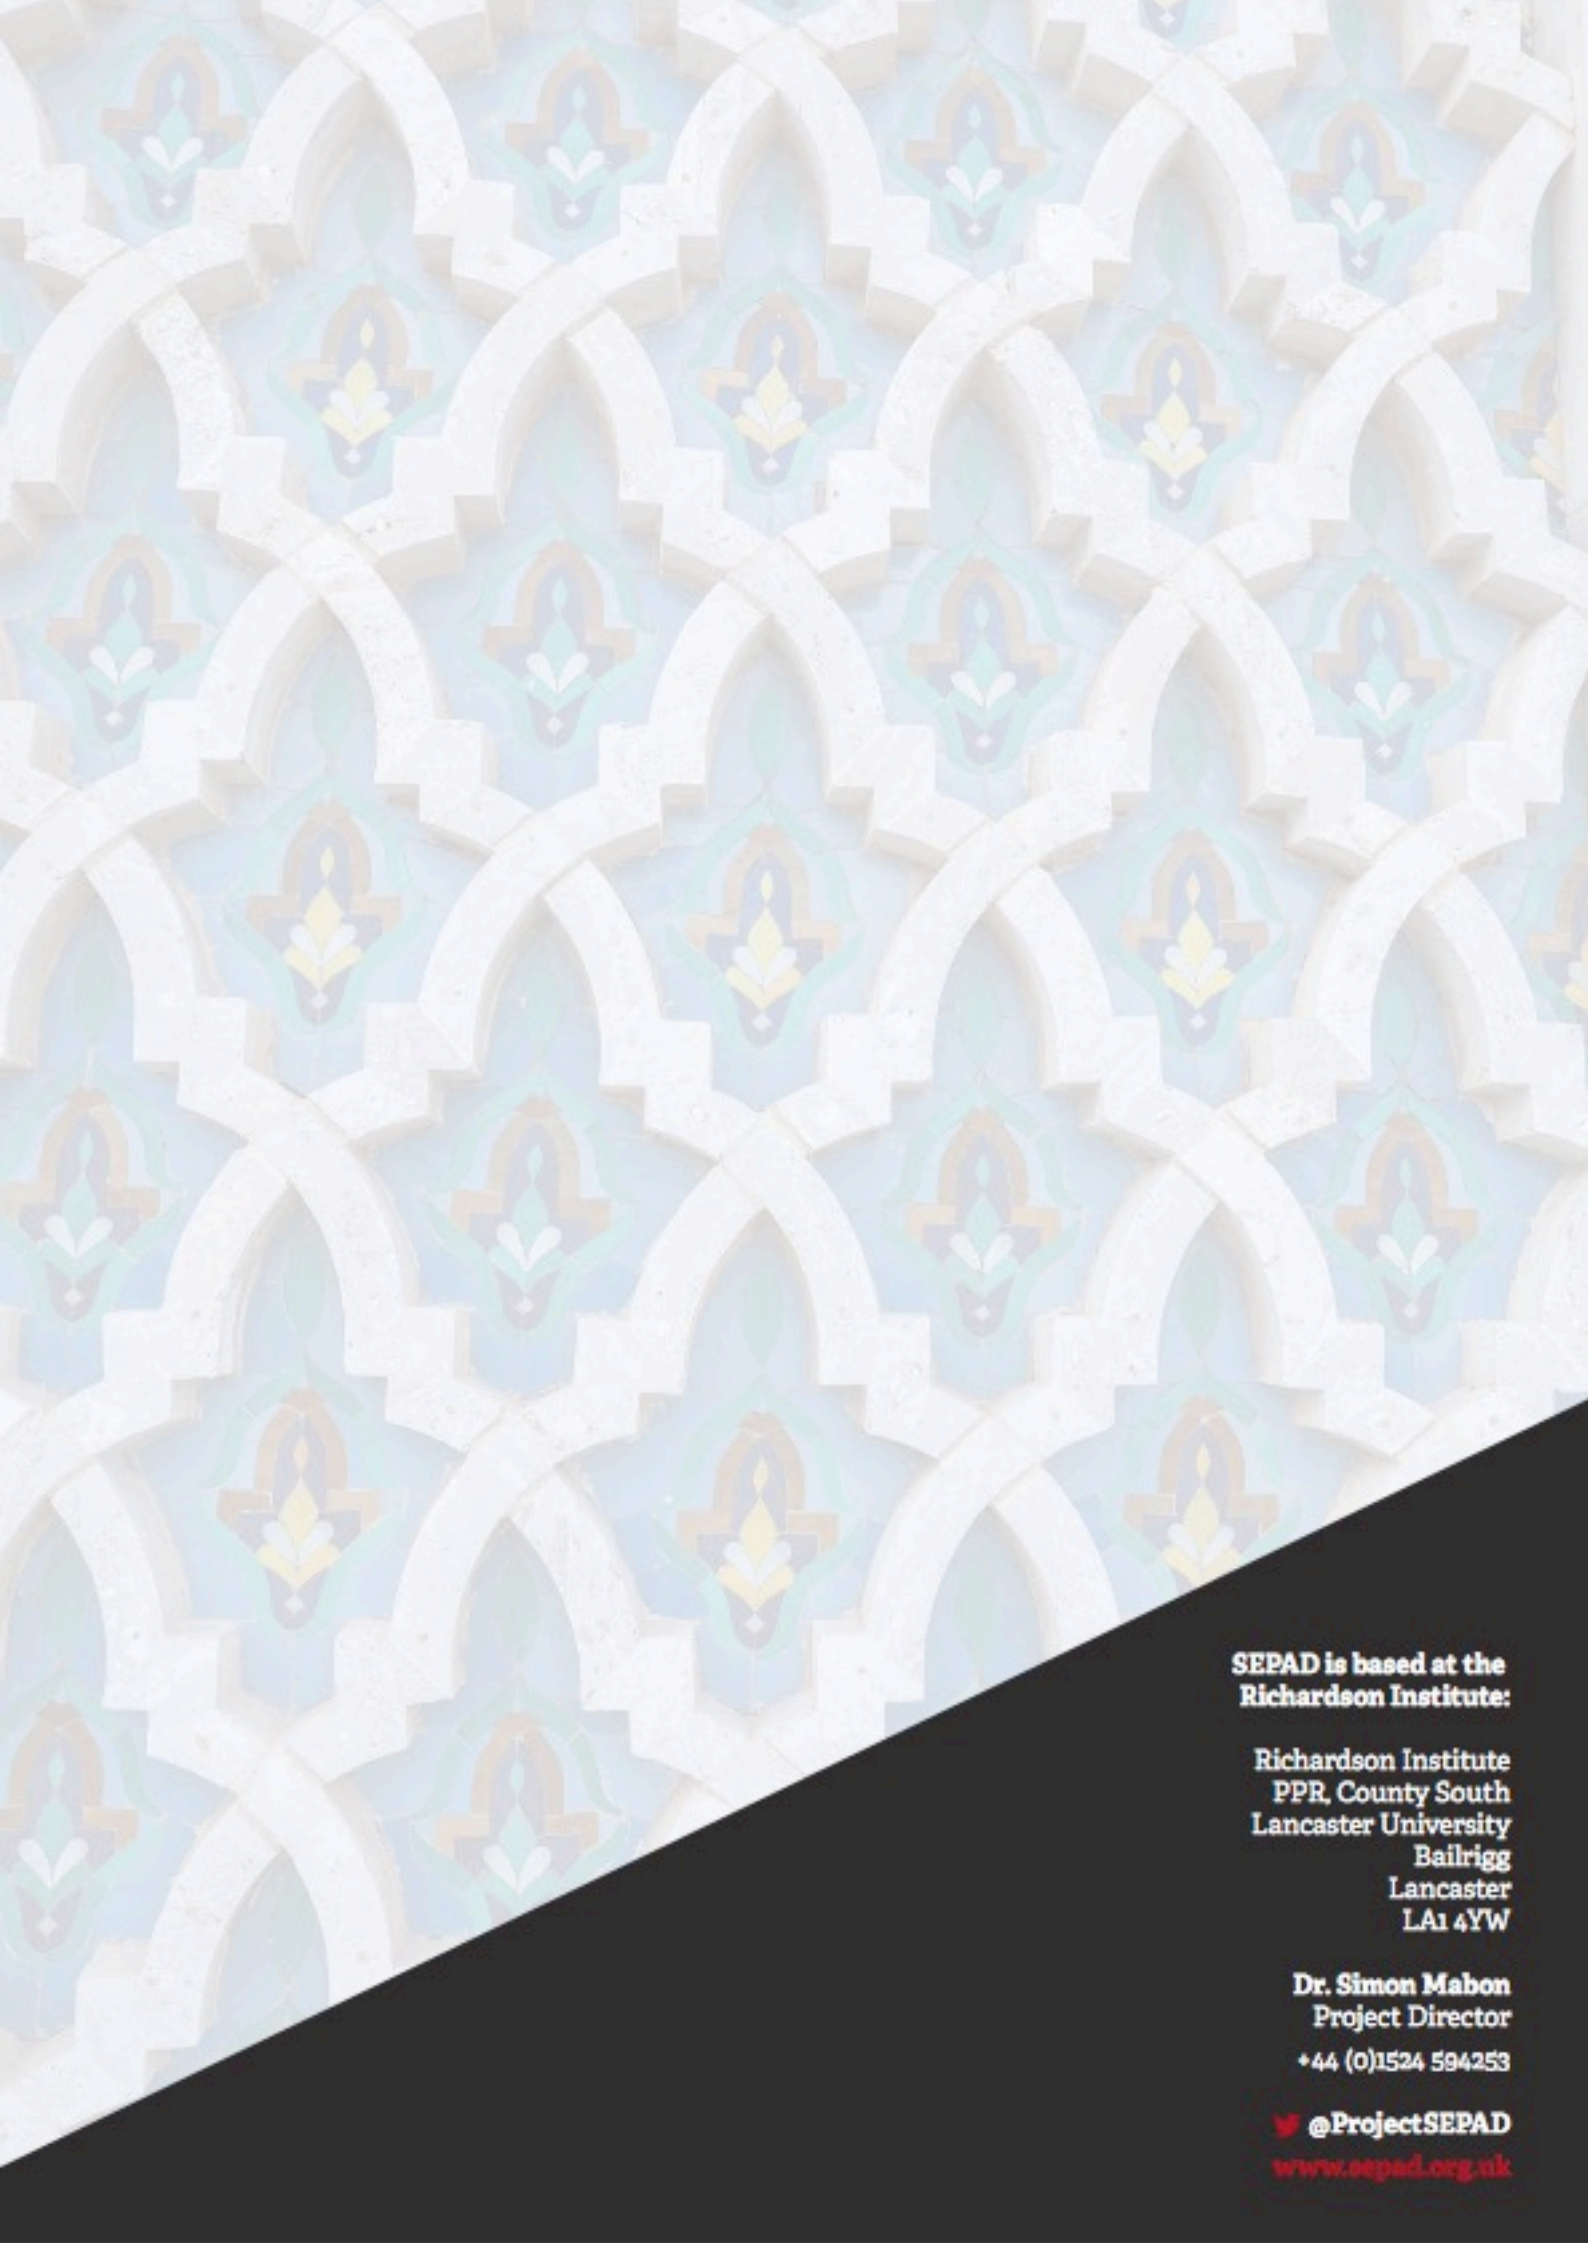 SEPAD is based at the
Richardson Institute:
Richardson Institute
PPR, County South
Lancaster University
Bailrigg
Lancaster
LA1 4YW
Dr. Simon Mabon
Project Director
+44 (0)1524 594253
@ProjectSEPAD
www.sepad.org.uk